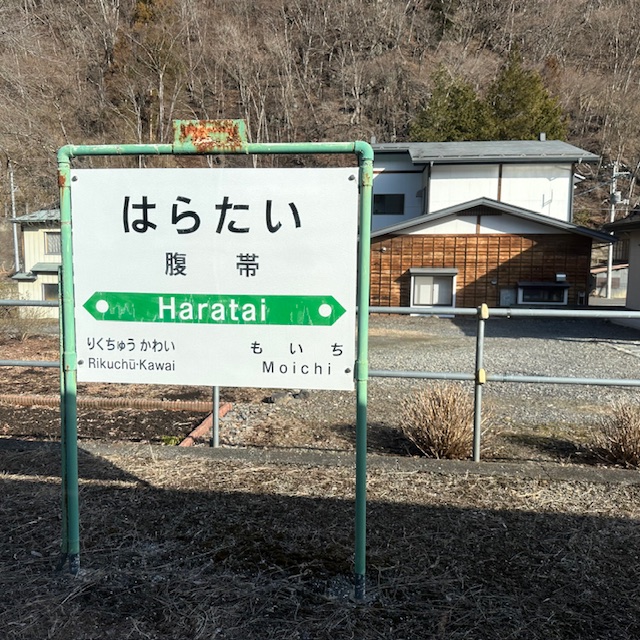 はらたい
腹帯
Haratai
りくちゅうかわい もいち
Rikuchū-Kawai Moichi